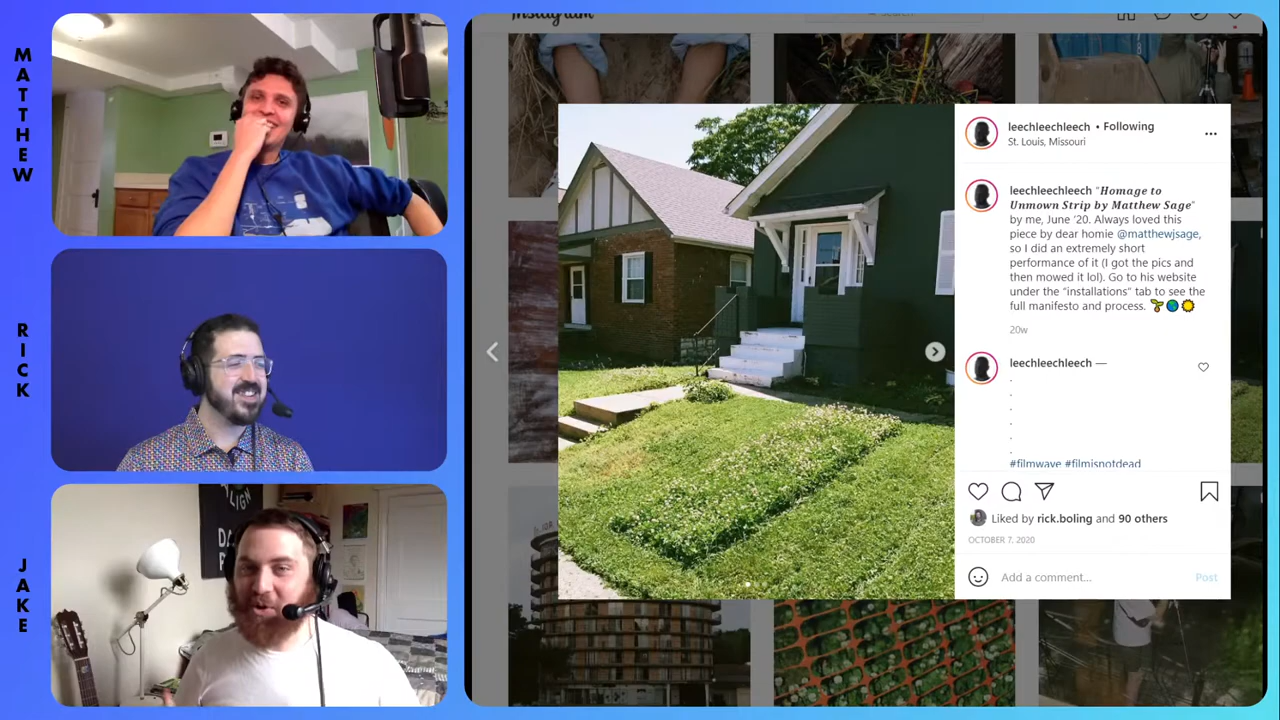 MATTHEW
RICK
JAKE
Instagram
Search
leechleechleech • Following
St. Louis, Missouri
leechleechleech "Homage to
Unmown Strip by Matthew Sage"
by me, June '20. Always loved this
piece by dear homie @matthewjsage,
so I did an extremely short
performance of it (I got the pics and
then mowed it lol). Go to his website
under the "installations" tab to see the
full manifesto and process. 🌱🌎🌞
20w
leechleechleech —
.
.
.
.
.
.
#filmwave #filmisnotdead
Liked by rick.boling and 90 others
OCTOBER 7, 2020
Add a comment...
Post